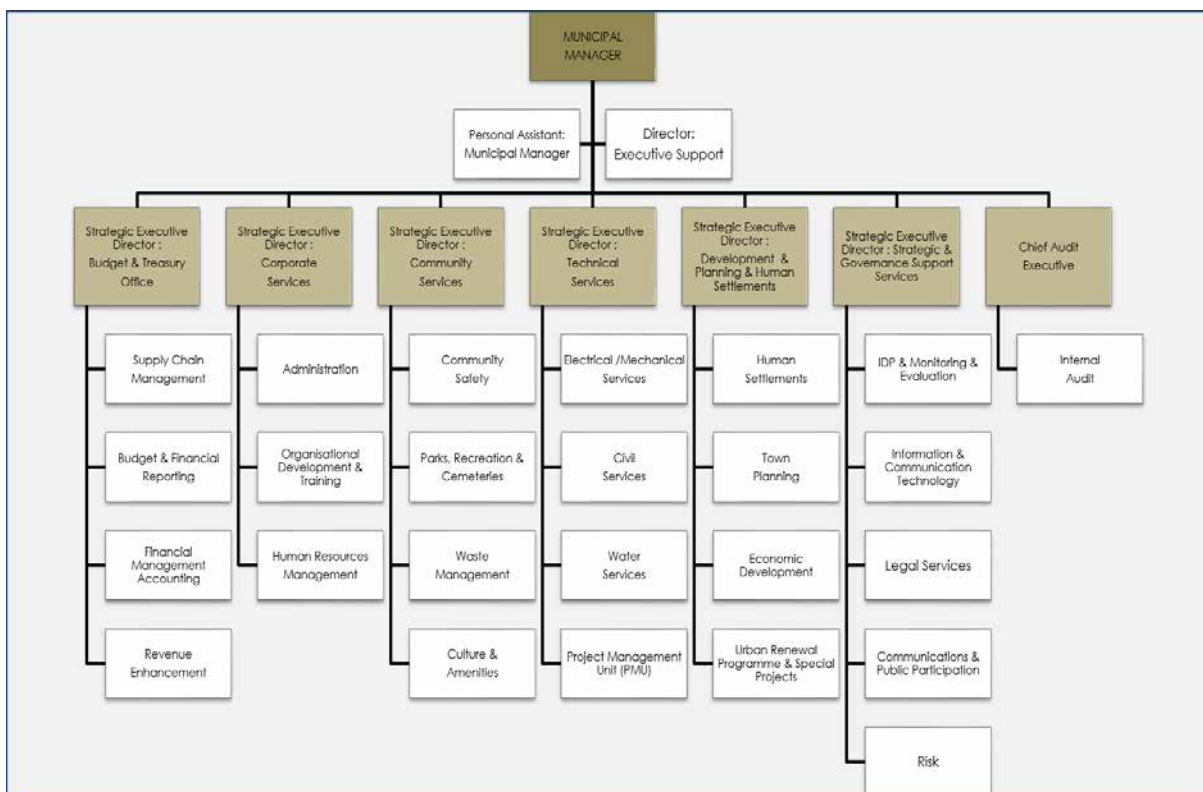 MUNICIPAL
MANAGER
Personal Assistant:
Municipal Manager
Director:
Executive Support
Strategic Executive
Director :
Budget & Treasury
Office
Strategic Executive
Director :
Corporate
Services
Strategic Executive
Director :
Community
Services
Strategic Executive
Director :
Technical
Services
Strategic Executive
Director :
Development & 
Planning & Human
Settlements
Strategic Executive
Director : Strategic &
Governance Support
Services
Chief Audit
Executive
Supply Chain
Management
Budget & Financial
Reporting
Financial
Management
Accounting
Revenue
Enhancement
Administration
Organisational
Development &
Training
Human Resources
Management
Community
Safety
Parks, Recreation &
Cemeteries
Waste
Management
Culture &
Amenities
Electrical /Mechanical
Services
Civil
Services
Water
Services
Project Management
Unit (PMU)
Human
Settlements
Town
Planning
Economic
Development
Urban Renewal
Programme & Special
Projects
IDP & Monitoring &
Evaluation
Information &
Communication
Technology
Legal Services
Communications &
Public Participation
Risk
Internal
Audit